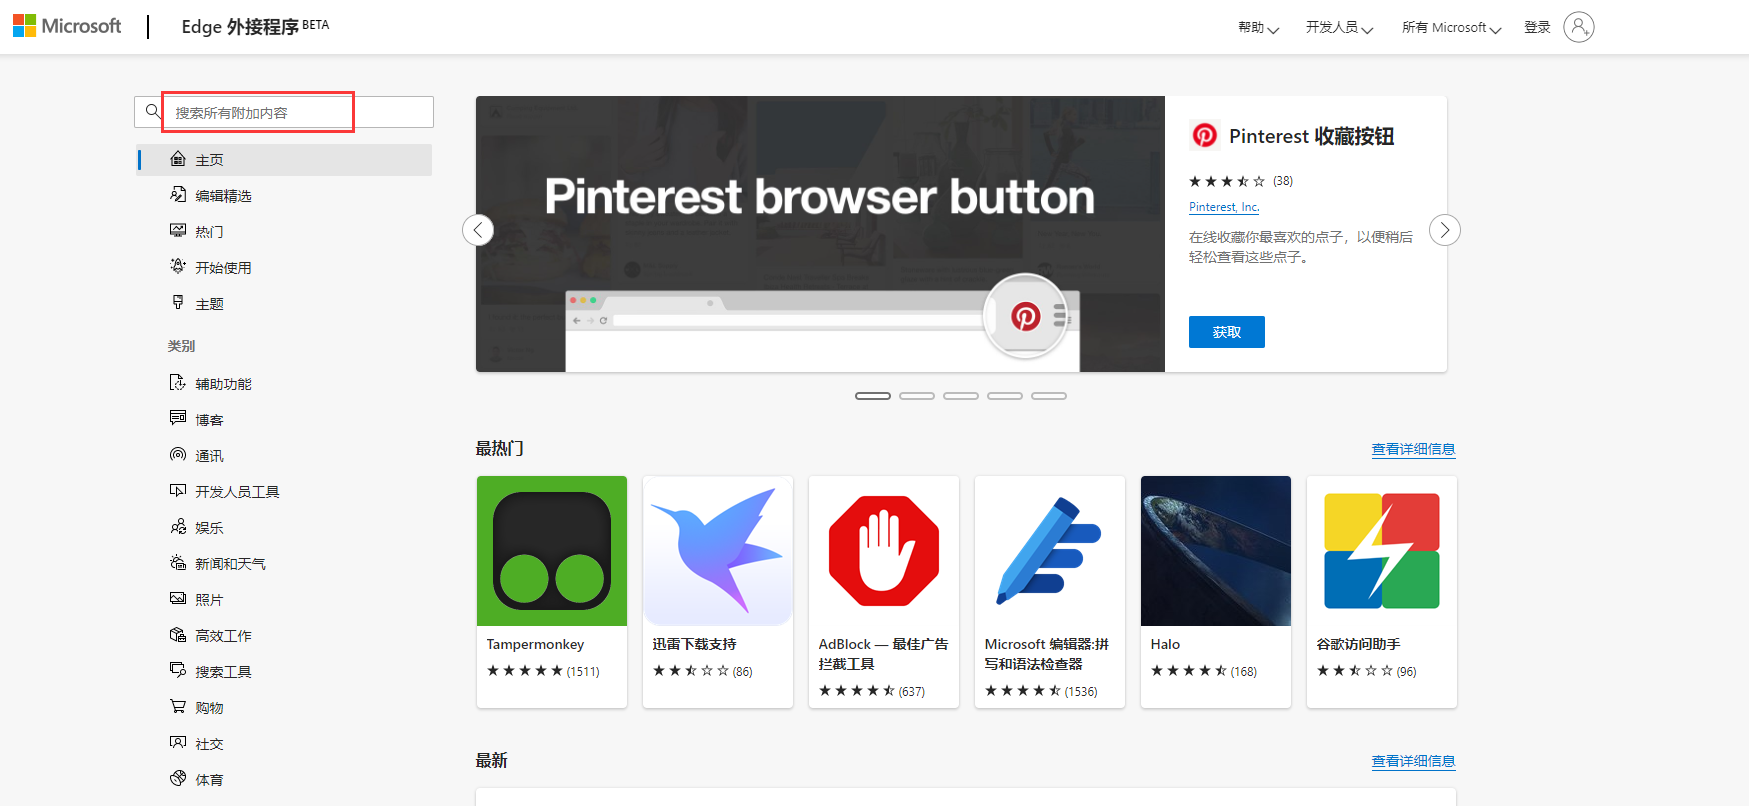 Microsoft
Edge 外接程序 BETA
帮助
开发人员
所有 Microsoft
登录
搜索所有附加内容
主页
编辑精选
热门
开始使用
主题
类别
辅助功能
博客
通讯
开发人员工具
娱乐
新闻和天气
照片
高效工作
搜索工具
购物
社交
体育
Pinterest browser button
Pinterest 收藏按钮
(38)
Pinterest, Inc.
在线收藏你最喜欢的点子，以便稍后
轻松查看这些点子。
获取
最热门
查看详细信息
Tampermonkey
(1511)
迅雷下载支持
(86)
AdBlock — 最佳广告
拦截工具
(637)
Microsoft 编辑器:拼
写和语法检查器
(1536)
Halo
(168)
谷歌访问助手
(96)
最新
查看详细信息